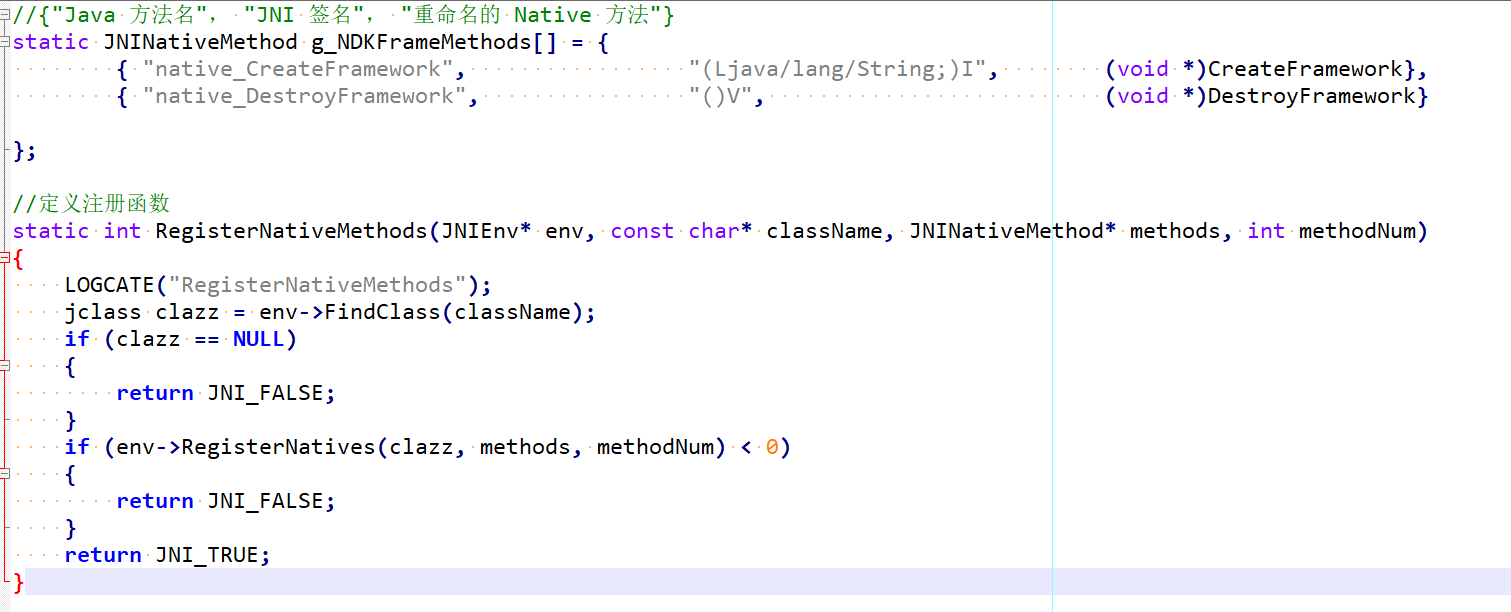 //{"Java 方法名", "JNI 签名", "重命名的 Native 方法"}
static JNINativeMethod g_NDKFrameMethods[] = {
        { "native_CreateFramework",                 "(Ljava/lang/String;)I",        (void *)CreateFramework},
        { "native_DestroyFramework",                "()V",                          (void *)DestroyFramework}

};

//定义注册函数
static int RegisterNativeMethods(JNIEnv* env, const char* className, JNINativeMethod* methods, int methodNum)
{
    LOGCATE("RegisterNativeMethods");
    jclass clazz = env->FindClass(className);
    if (clazz == NULL)
    {
        return JNI_FALSE;
    }
    if (env->RegisterNatives(clazz, methods, methodNum) < 0)
    {
        return JNI_FALSE;
    }
    return JNI_TRUE;
}